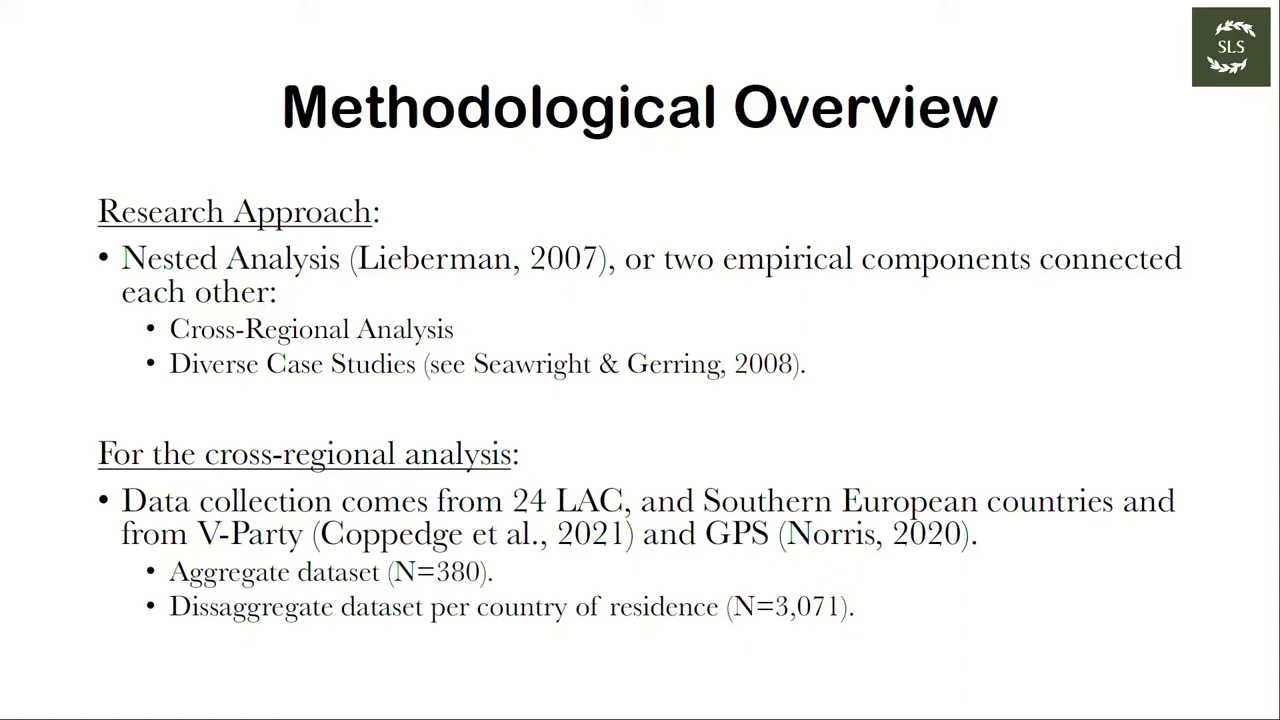 SLS
Methodological Overview
Research Approach:
• Nested Analysis (Lieberman, 2007), or two empirical components connected
each other:
• Cross-Regional Analysis
• Diverse Case Studies (see Seawright & Gerring, 2008).
For the cross-regional analysis:
• Data collection comes from 24 LAC, and Southern European countries and
from V-Party (Coppedge et al., 2021) and GPS (Norris, 2020).
• Aggregate dataset (N=380).
• Dissaggregate dataset per country of residence (N=3,071).